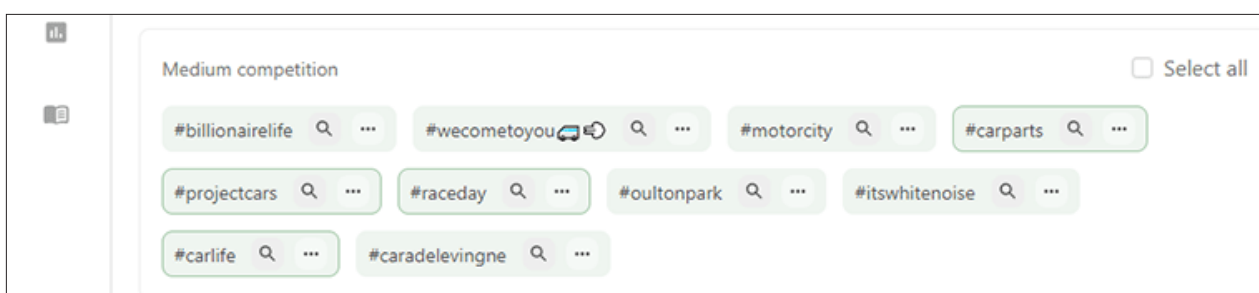 Medium competition Select all
#billionairelife #wecometoyou🚐💨 #motorcity #carparts
#projectcars #raceday #oultonpark #itswhitenoise
#carlife #caradelevingne